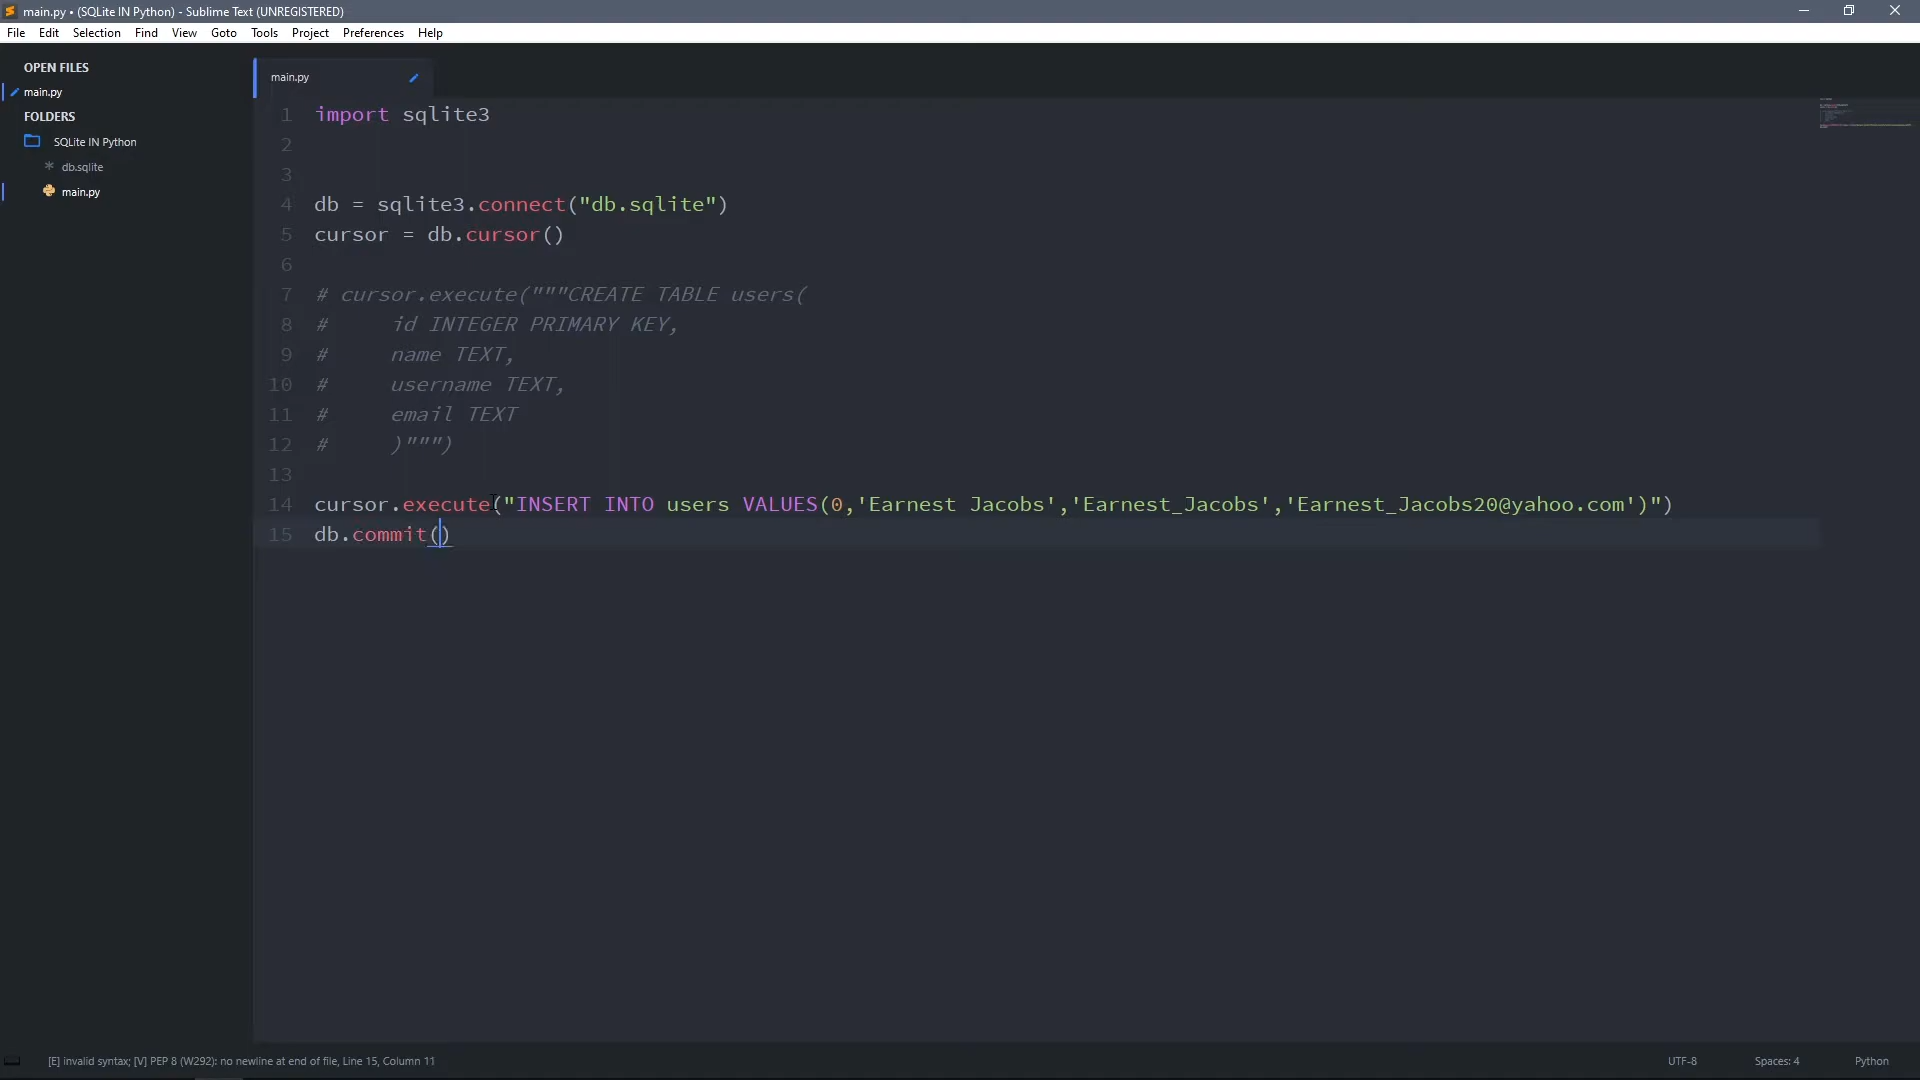 main.py • (SQLite IN Python) - Sublime Text (UNREGISTERED)
File Edit Selection Find View Goto Tools Project Preferences Help
OPEN FILES
main.py
FOLDERS
SQLite IN Python
db.sqlite
main.py
main.py
1 import sqlite3
2
3
4 db = sqlite3.connect("db.sqlite")
5 cursor = db.cursor()
6
7 # cursor.execute("""CREATE TABLE users(
8 #     id INTEGER PRIMARY KEY,
9 #     name TEXT,
10 #     username TEXT,
11 #     email TEXT
12 #     )""")
13
14 cursor.execute("INSERT INTO users VALUES(0,'Earnest Jacobs','Earnest_Jacobs','Earnest_Jacobs20@yahoo.com')")
15 db.commit()
[E] invalid syntax; [V] PEP 8 (W292): no newline at end of file, Line 15, Column 11
UTF-8 Spaces: 4 Python